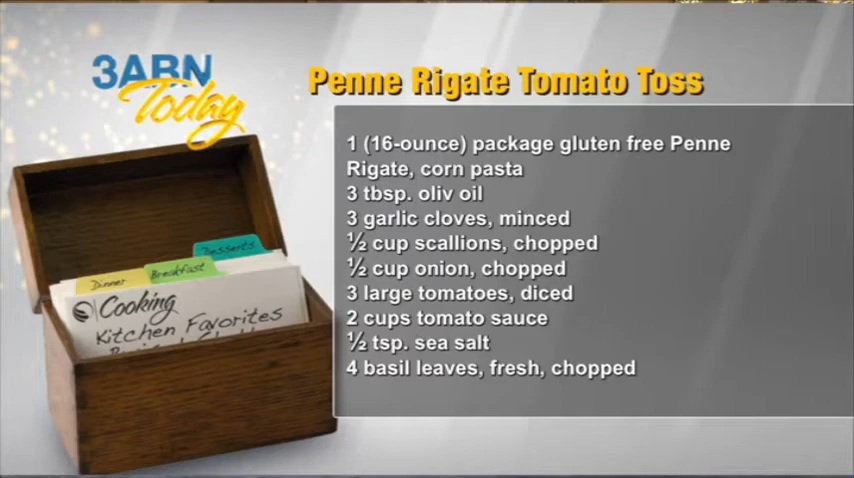 3ABN
Today
Penne Rigate Tomato Toss
1 (16-ounce) package gluten free Penne
Rigate, corn pasta
3 tbsp. oliv oil
3 garlic cloves, minced
½ cup scallions, chopped
½ cup onion, chopped
3 large tomatoes, diced
2 cups tomato sauce
½ tsp. sea salt
4 basil leaves, fresh, chopped
Desserts
Breakfast
Dinner
Cooking
Kitchen Favorites